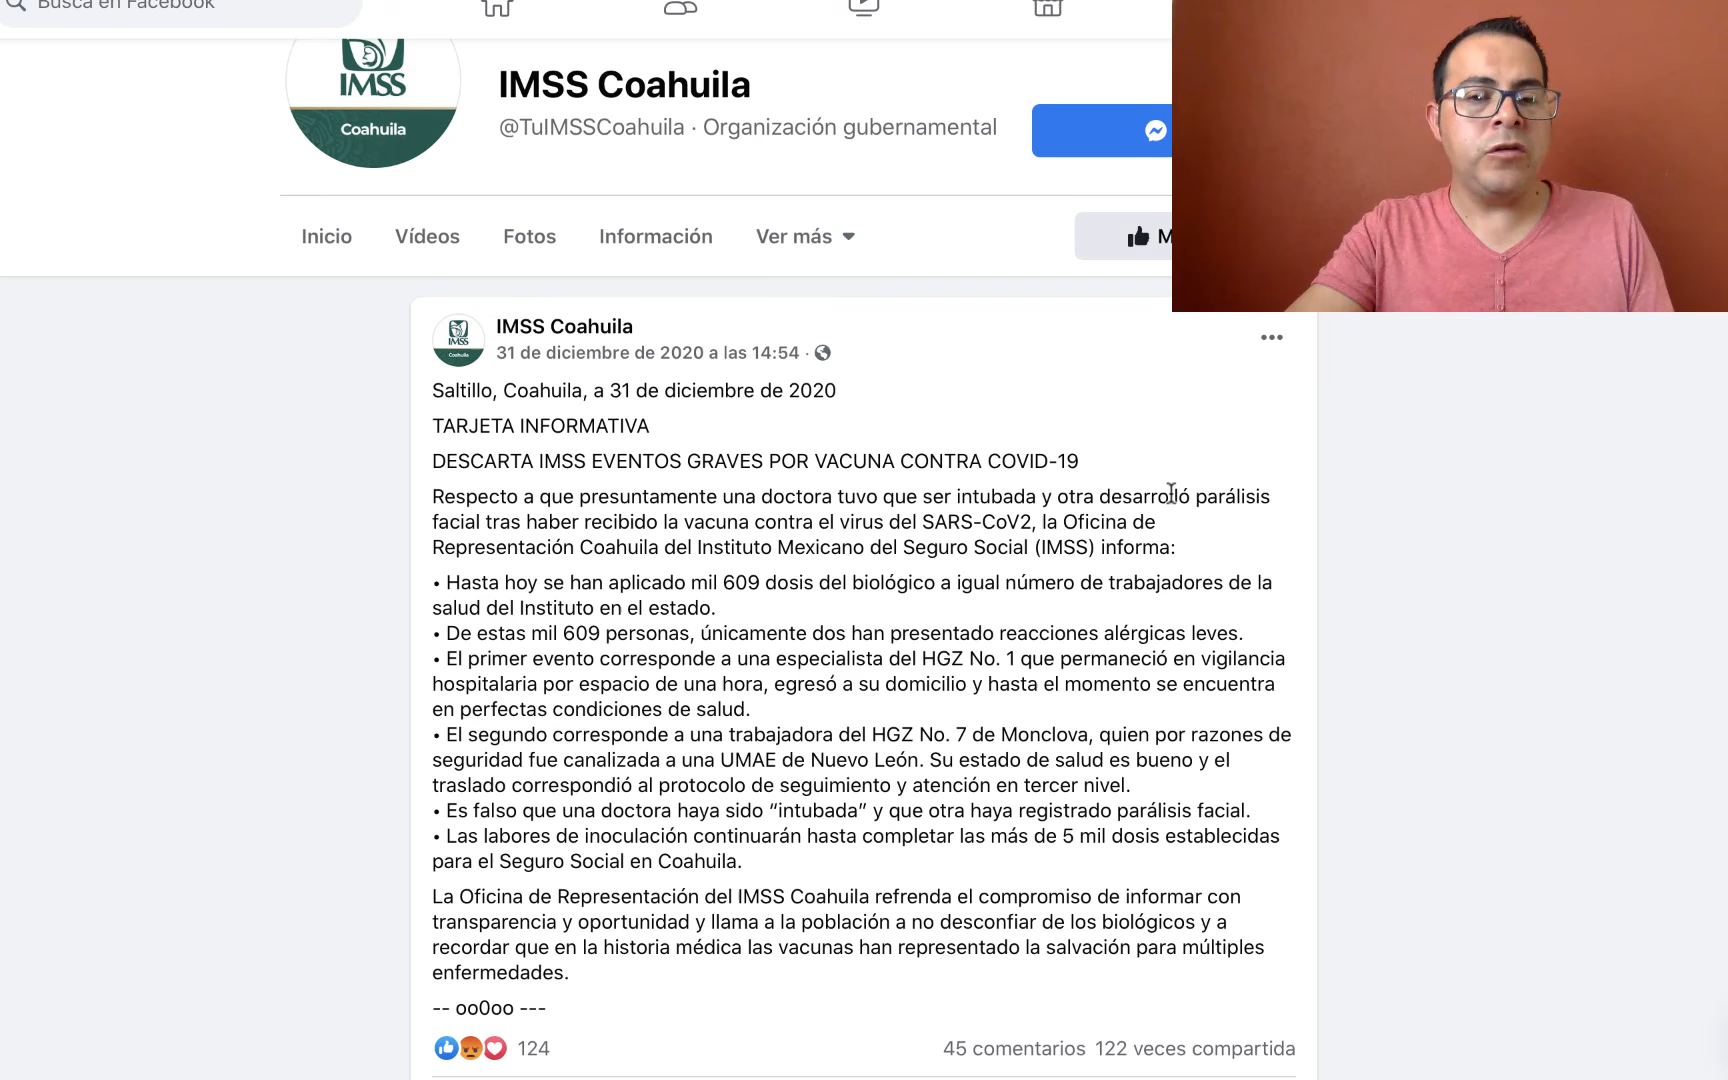 Busca en Facebook
IMSS
Coahuila
IMSS Coahuila
@TuIMSSCoahuila · Organización gubernamental
Inicio
Vídeos
Fotos
Información
Ver más
M
IMSS
Coahuila
IMSS Coahuila
31 de diciembre de 2020 a las 14:54 ·
Saltillo, Coahuila, a 31 de diciembre de 2020
TARJETA INFORMATIVA
DESCARTA IMSS EVENTOS GRAVES POR VACUNA CONTRA COVID-19
Respecto a que presuntamente una doctora tuvo que ser intubada y otra desarrolló parálisis
facial tras haber recibido la vacuna contra el virus del SARS-CoV2, la Oficina de
Representación Coahuila del Instituto Mexicano del Seguro Social (IMSS) informa:
• Hasta hoy se han aplicado mil 609 dosis del biológico a igual número de trabajadores de la
salud del Instituto en el estado.
• De estas mil 609 personas, únicamente dos han presentado reacciones alérgicas leves.
• El primer evento corresponde a una especialista del HGZ No. 1 que permaneció en vigilancia
hospitalaria por espacio de una hora, egresó a su domicilio y hasta el momento se encuentra
en perfectas condiciones de salud.
• El segundo corresponde a una trabajadora del HGZ No. 7 de Monclova, quien por razones de
seguridad fue canalizada a una UMAE de Nuevo León. Su estado de salud es bueno y el
traslado correspondió al protocolo de seguimiento y atención en tercer nivel.
• Es falso que una doctora haya sido “intubada” y que otra haya registrado parálisis facial.
• Las labores de inoculación continuarán hasta completar las más de 5 mil dosis establecidas
para el Seguro Social en Coahuila.
La Oficina de Representación del IMSS Coahuila refrenda el compromiso de informar con
transparencia y oportunidad y llama a la población a no desconfiar de los biológicos y a
recordar que en la historia médica las vacunas han representado la salvación para múltiples
enfermedades.
-- oo0oo ---
124
45 comentarios 122 veces compartida